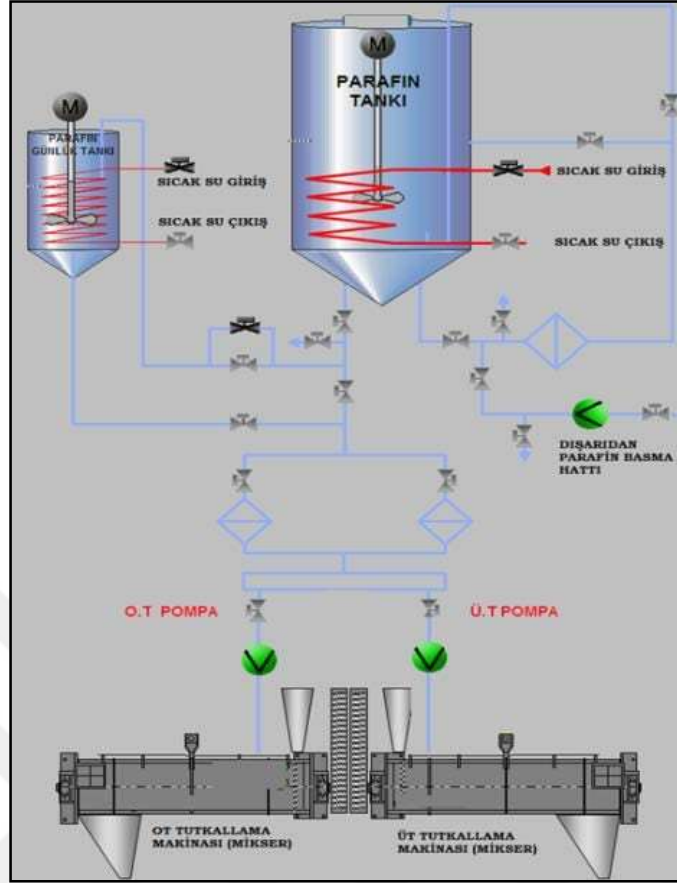 M
M
PARAFIN
TANKI
PARAFIN
GÜNLÜK TANKI
SICAK SU GİRİŞ
SICAK SU GİRİŞ
SICAK SU ÇIKIŞ
SICAK SU ÇIKIŞ
DIŞARIDAN
PARAFİN BASMA
HATTI
O.T POMPA
Ü.T POMPA
OT TUTKALLAMA
MAKİNASI (MİKSER)
ÜT TUTKALLAMA
MAKİNASI (MİKSER)